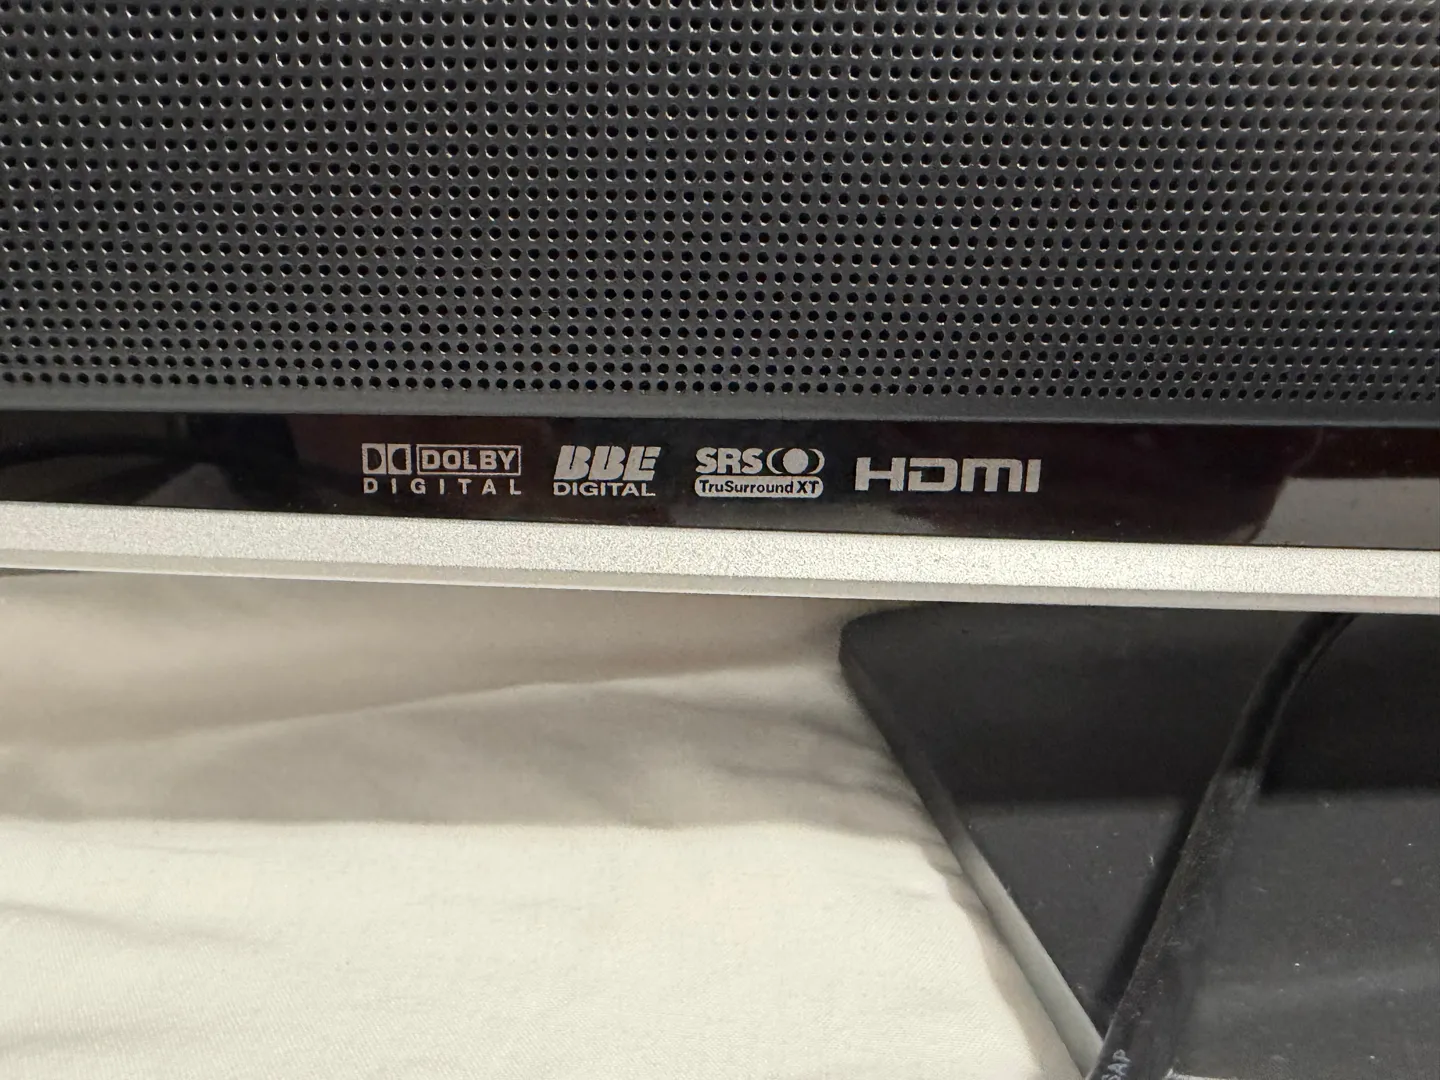 DOLBY
DIGITAL
BBE
DIGITAL
SRS
TruSurround XT
HDMI